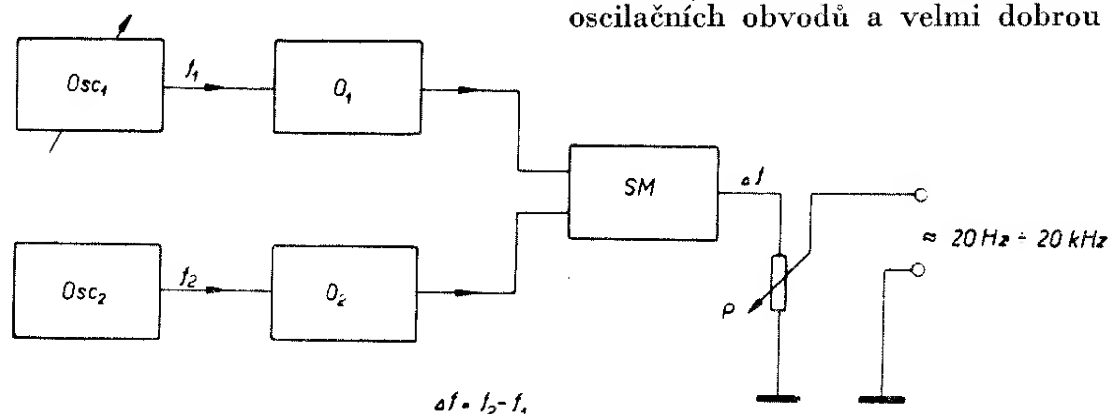 oscilačních obvodů a velmi dobrou
Osc₁
f₁
O₁
SM
Δf
≈ 20 Hz ÷ 20 kHz
P
Osc₂
f₂
O₂
Δf = f₂ - f₁